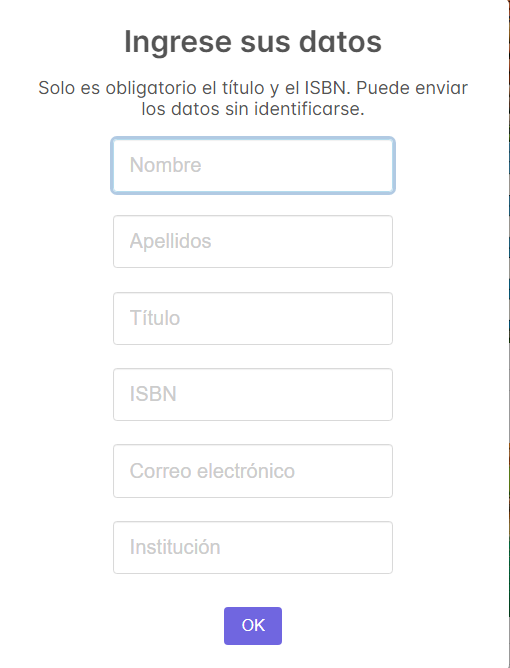 Ingrese sus datos
Solo es obligatorio el título y el ISBN. Puede enviar
los datos sin identificarse.
Nombre
Apellidos
Título
ISBN
Correo electrónico
Institución
OK